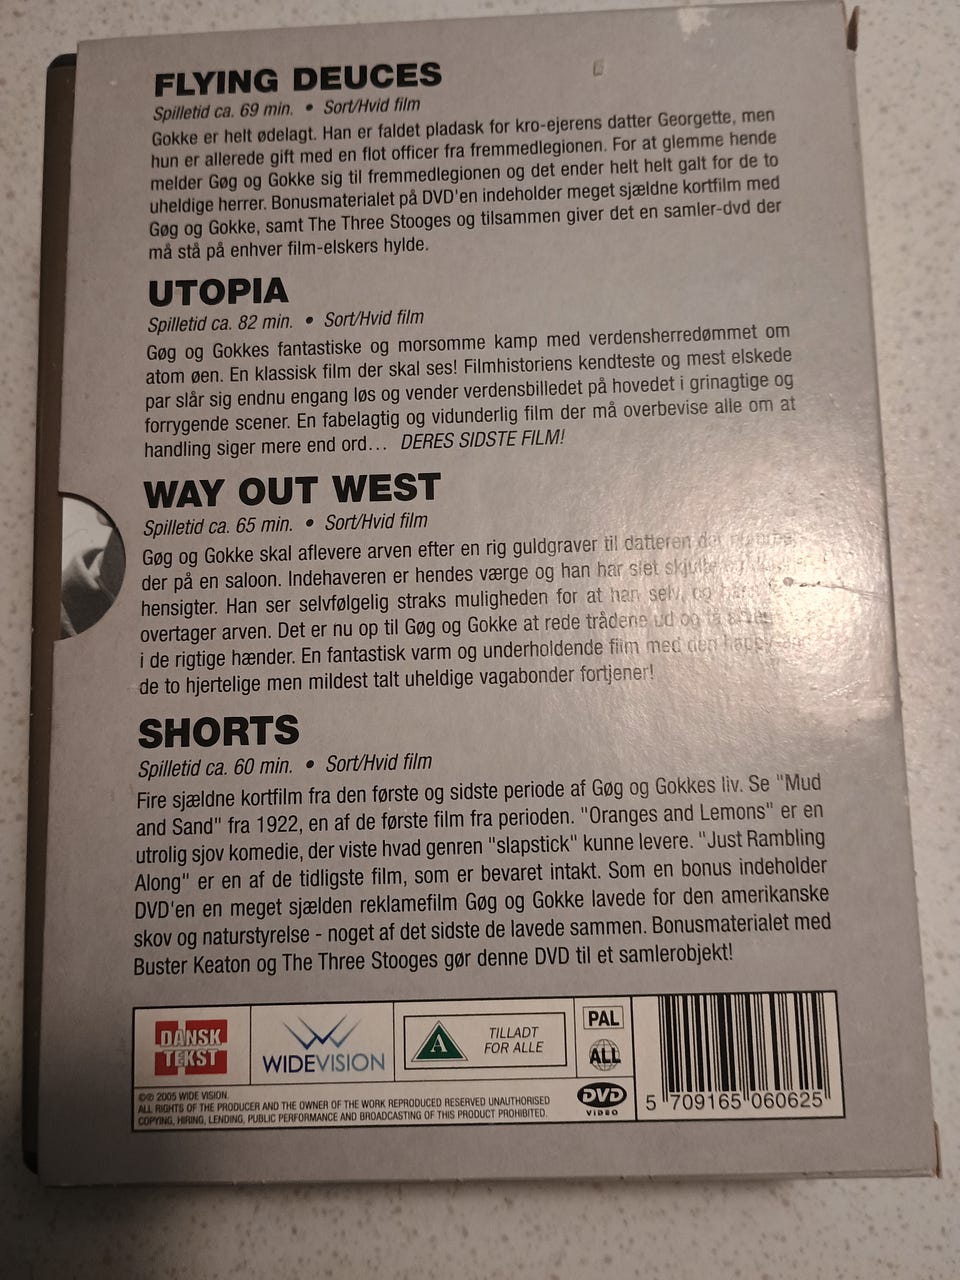 FLYING DEUCES
Spilletid ca. 69 min. • Sort/Hvid film
Gokke er helt ødelagt. Han er faldet pladask for kro-ejerens datter Georgette, men
hun er allerede gift med en flot officer fra fremmedlegionen. For at glemme hende
melder Gøg og Gokke sig til fremmedlegionen og det ender helt helt galt for de to
uheldige herrer. Bonusmaterialet på DVD'en indeholder meget sjældne kortfilm med
Gøg og Gokke, samt The Three Stooges og tilsammen giver det en samler-dvd der
må stå på enhver film-elskers hylde.
UTOPIA
Spilletid ca. 82 min. • Sort/Hvid film
Gøg og Gokkes fantastiske og morsomme kamp med verdensherredømmet om
atom øen. En klassisk film der skal ses! Filmhistoriens kendteste og mest elskede
par slår sig endnu engang løs og vender verdensbilledet på hovedet i grinagtige og
forrygende scener. En fabelagtig og vidunderlig film der må overbevise alle om at
handling siger mere end ord... DERES SIDSTE FILM!
WAY OUT WEST
Spilletid ca. 65 min. • Sort/Hvid film
Gøg og Gokke skal aflevere arven efter en rig guldgraver til datteren
der på en saloon. Indehaveren er hendes værge og han har slet
hensigter. Han ser selvfølgelig straks muligheden for at han selv, og
overtager arven. Det er nu op til Gøg og Gokke at rede trådene ud og få
i de rigtige hænder. En fantastisk varm og underholdende film med den
de to hjertelige men mildest talt uheldige vagabonder fortjener!
SHORTS
Spilletid ca. 60 min. • Sort/Hvid film
Fire sjældne kortfilm fra den første og sidste periode af Gøg og Gokkes liv. Se "Mud
and Sand" fra 1922, en af de første film fra perioden. "Oranges and Lemons" er en
utrolig sjov komedie, der viste hvad genren "slapstick" kunne levere. "Just Rambling
Along" er en af de tidligste film, som er bevaret intakt. Som en bonus indeholder
DVD'en en meget sjælden reklamefilm Gøg og Gokke lavede for den amerikanske
skov og naturstyrelse - noget af det sidste de lavede sammen. Bonusmaterialet med
Buster Keaton og The Three Stooges gør denne DVD til et samlerobjekt!
DANSK
TEKST
WIDEVISION
A
TILLADT
FOR ALLE
PAL
ALL
DVD
VIDEO
5 709165 060625
©℗ 2005 WIDE VISION.
ALL RIGHTS OF THE PRODUCER AND THE OWNER OF THE WORK REPRODUCED RESERVED UNAUTHORISED
COPYING, HIRING, LENDING, PUBLIC PERFORMANCE AND BROADCASTING OF THIS PRODUCT PROHIBITED.